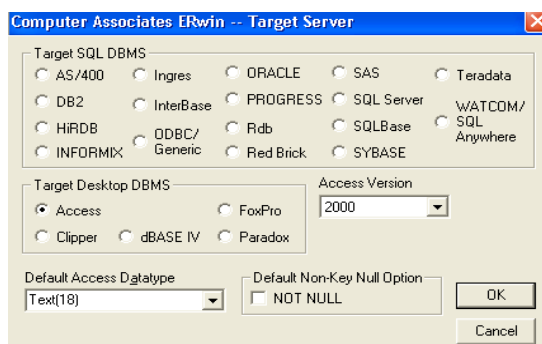 Computer Associates ERwin -- Target Server
Target SQL DBMS
AS/400 Ingres ORACLE SAS Teradata
DB2 InterBase PROGRESS SQL Server WATCOM/ SQL Anywhere
HiRDB ODBC/ Generic Rdb SQLBase
INFORMIX Red Brick SYBASE
Target Desktop DBMS
Access FoxPro
Clipper dBASE IV Paradox
Access Version
2000
Default Access Datatype
Text(18)
Default Non-Key Null Option
NOT NULL
OK
Cancel